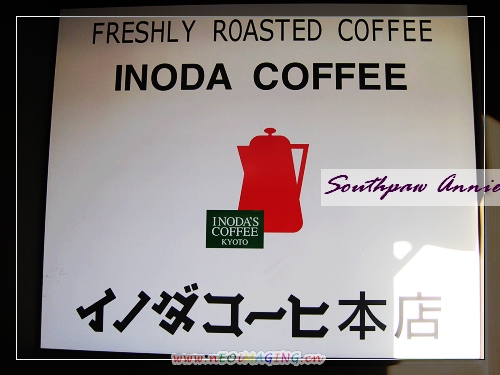 FRESHLY ROASTED COFFEE
INODA COFFEE
Southpaw Annie
INODA'S
COFFEE
KYOTO
イノダコーヒ本店
www.nEOiMAGING.cn